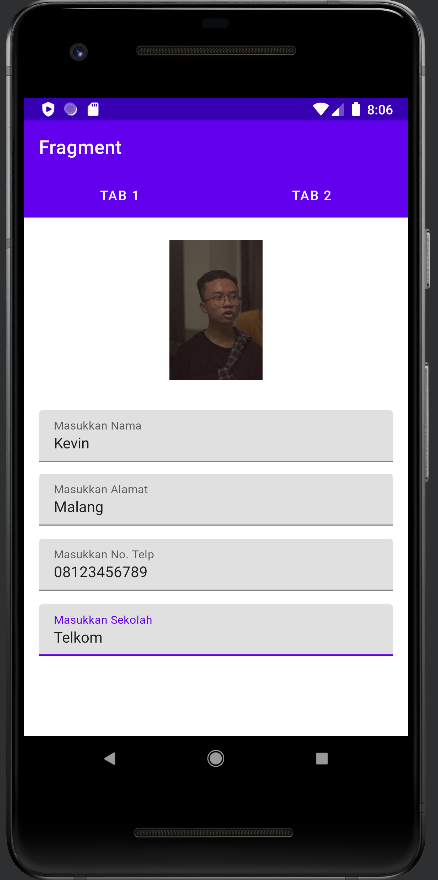 8:06
Fragment
TAB 1 TAB 2
Masukkan Nama
Kevin
Masukkan Alamat
Malang
Masukkan No. Telp
08123456789
Masukkan Sekolah
Telkom